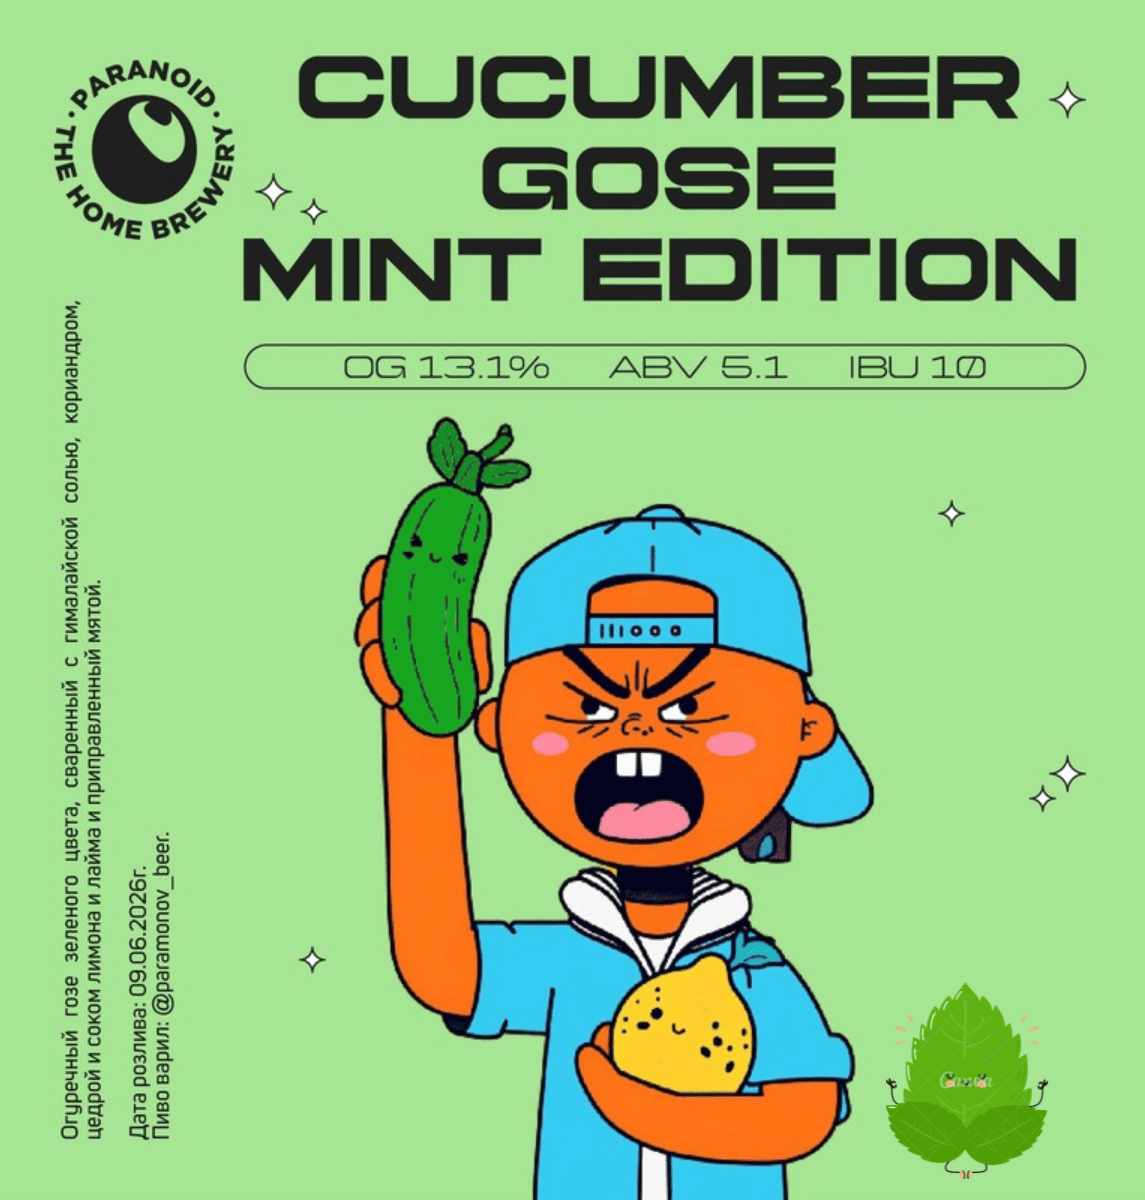 · PARANOID ·
THE HOME BREWERY
CUCUMBER
GOSE
MINT EDITION
OG 13.1% ABV 5.1 IBU 10
Огуречный гозе зеленого цвета, сваренный с гималайской солью, кориандром,
цедрой и соком лимона и лайма и приправленный мятой.
Дата розлива: 09.06.2026г.
Пиво варил: @paramonov_beer.
Canva